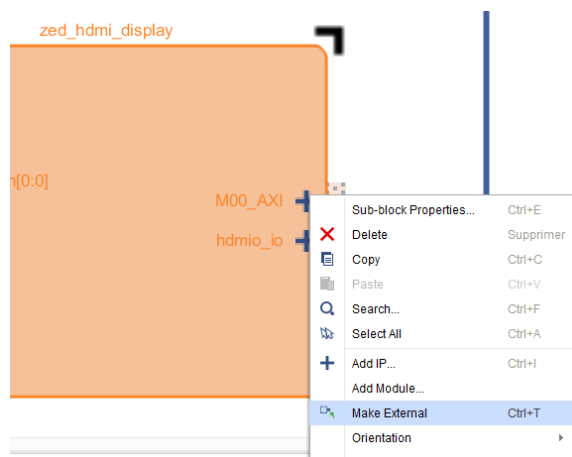 zed_hdmi_display
n[0:0]
M00_AXI
hdmio_io
Sub-block Properties... Ctrl+E
Delete Supprimer
Copy Ctrl+C
Paste Ctrl+V
Search... Ctrl+F
Select All Ctrl+A
Add IP... Ctrl+I
Add Module...
Make External Ctrl+T
Orientation